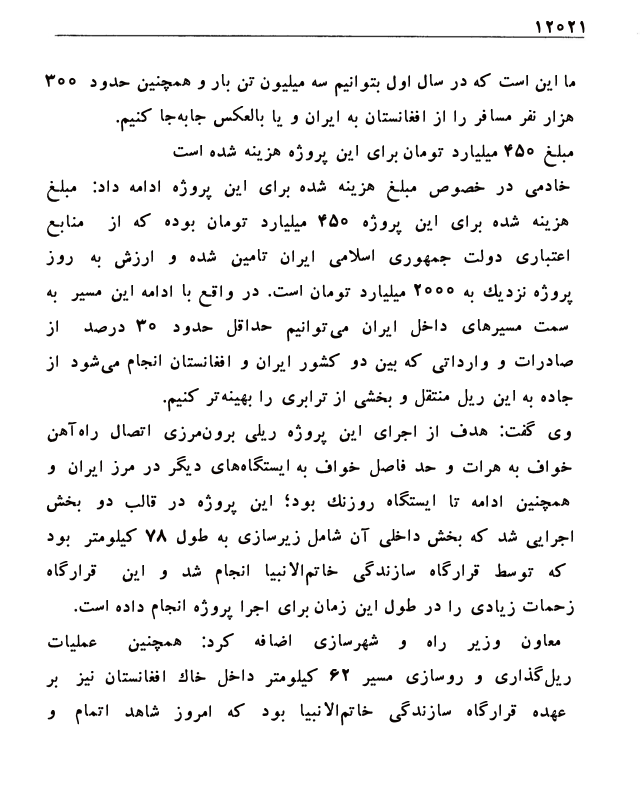 ۱۲۰۲۱
ما این است که در سال اول بتوانیم سه میلیون تن بار و همچنین حدود ۳۰۰
هزار نفر مسافر را از افغانستان به ایران و یا بالعکس جابه‌جا کنیم.
مبلغ ۴۵۰ میلیارد تومان برای این پروژه هزینه شده است
خادمی در خصوص مبلغ هزینه شده برای این پروژه ادامه داد: مبلغ
هزینه شده برای این پروژه ۴۵۰ میلیارد تومان بوده که از منابع
اعتباری دولت جمهوری اسلامی ایران تامین شده و ارزش به روز
پروژه نزدیك به ۲۰۰۰ میلیارد تومان است. در واقع با ادامه این مسیر به
سمت مسیرهای داخل ایران می‌توانیم حداقل حدود ۳۰ درصد از
صادرات و وارداتی که بین دو کشور ایران و افغانستان انجام می‌شود از
جاده به این ریل منتقل و بخشی از ترابری را بهینه‌تر کنیم.
وی گفت: هدف از اجرای این پروژه ریلی برون‌مرزی اتصال راه‌آهن
خواف به هرات و حد فاصل خواف به ایستگاه‌های دیگر در مرز ایران و
همچنین ادامه تا ایستگاه روزنك بود؛ این پروژه در قالب دو بخش
اجرایی شد که بخش داخلی آن شامل زیرسازی به طول ۷۸ کیلومتر بود
که توسط قرارگاه سازندگی خاتم‌الانبیا انجام شد و این قرارگاه
زحمات زیادی را در طول این زمان برای اجرا پروژه انجام داده است.
معاون وزیر راه و شهرسازی اضافه کرد: همچنین عملیات
ریل‌گذاری و روسازی مسیر ۶۲ کیلومتر داخل خاك افغانستان نیز بر
عهده قرارگاه سازندگی خاتم‌الانبیا بود که امروز شاهد اتمام و